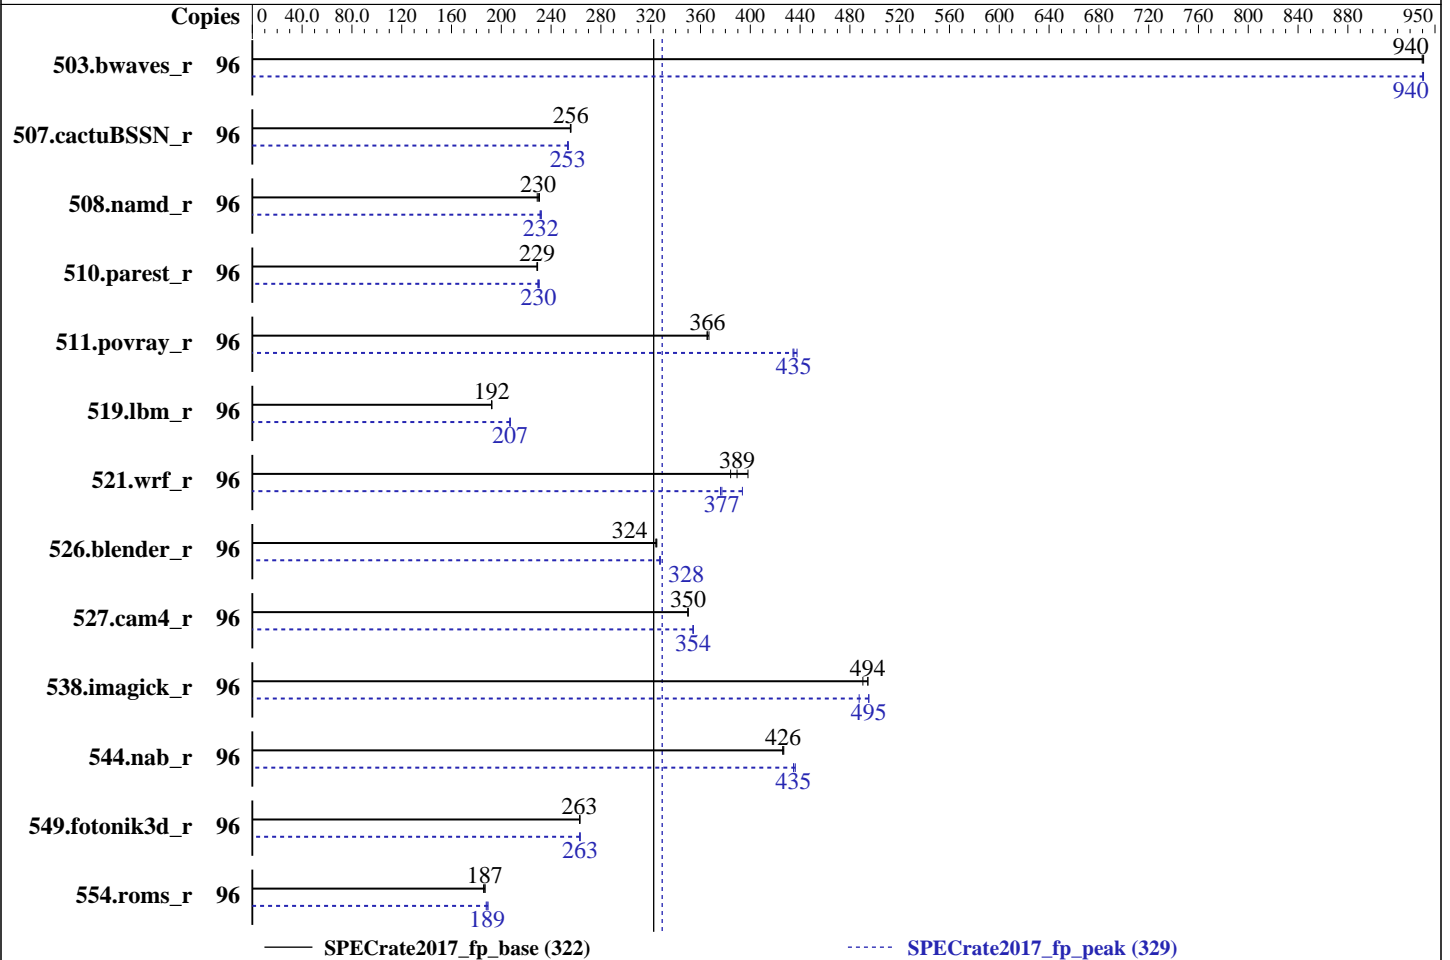 Copies 0 40.0 80.0 120 160 200 240 280 320 360 400 440 480 520 560 600 640 680 720 760 800 840 880 950
940
503.bwaves_r 96
940
256
507.cactuBSSN_r 96
253
230
508.namd_r 96
232
229
510.parest_r 96
230
366
511.povray_r 96
435
192
519.lbm_r 96
207
389
521.wrf_r 96
377
324
526.blender_r 96
328
350
527.cam4_r 96
354
494
538.imagick_r 96
495
426
544.nab_r 96
435
263
549.fotonik3d_r 96
263
187
554.roms_r 96
189
SPECrate2017_fp_base (322) SPECrate2017_fp_peak (329)